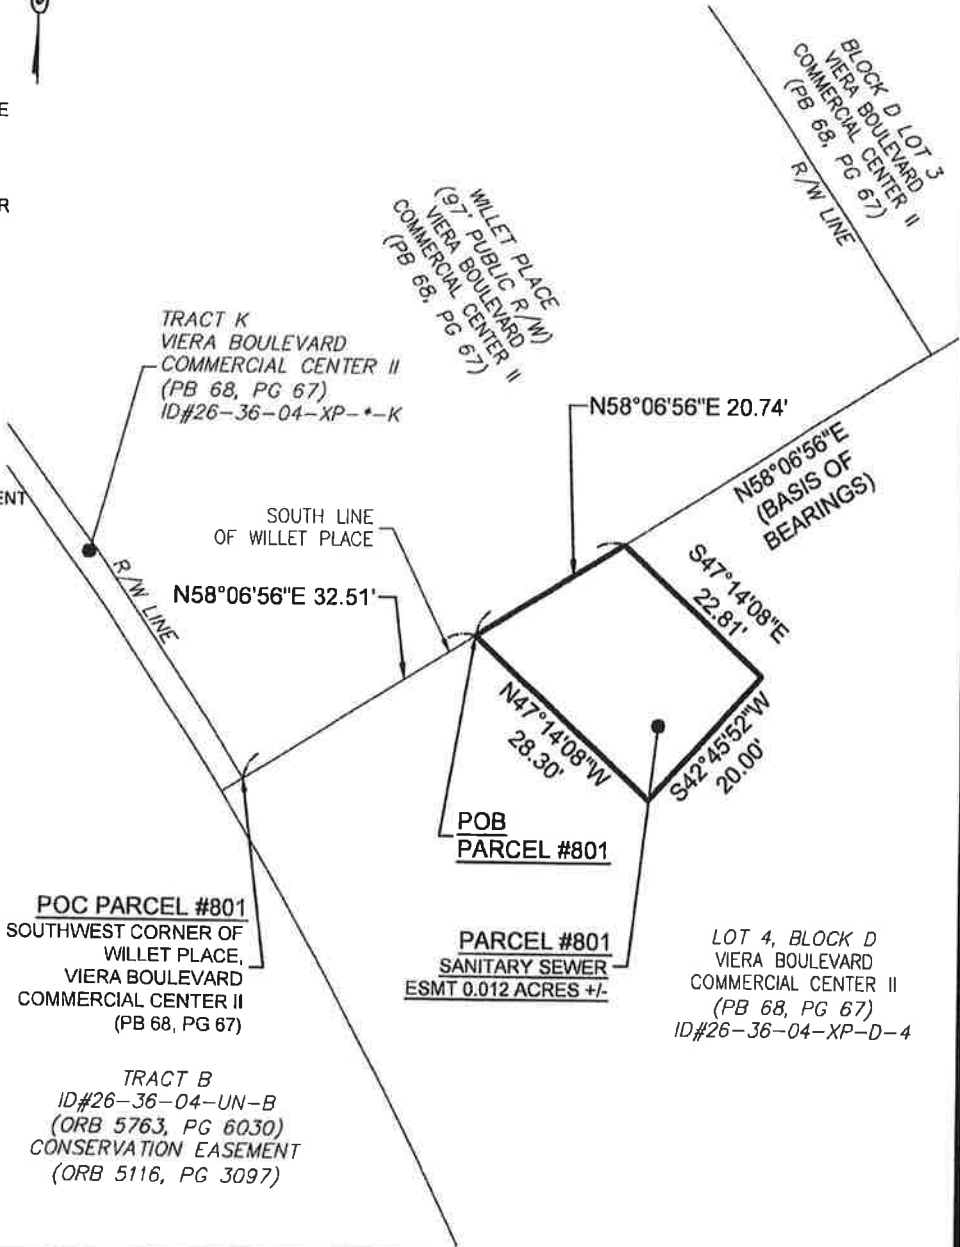 E
R
ENT
BLOCK D LOT 3
VIERA BOULEVARD
COMMERCIAL CENTER II
(PB 68, PG 67)
R/W LINE
WILLET PLACE
(97' PUBLIC R/W)
VIERA BOULEVARD
COMMERCIAL CENTER II
(PB 68, PG 67)
TRACT K
VIERA BOULEVARD
COMMERCIAL CENTER II
(PB 68, PG 67)
ID#26-36-04-XP-*-K
N58°06'56"E 20.74'
N58°06'56"E
(BASIS OF
BEARINGS)
SOUTH LINE
OF WILLET PLACE
R/W LINE
N58°06'56"E 32.51'
S47°14'08"E
22.81'
N47°14'08"W
28.30'
S42°45'52"W
20.00'
POB
PARCEL #801
POC PARCEL #801
SOUTHWEST CORNER OF
WILLET PLACE,
VIERA BOULEVARD
COMMERCIAL CENTER II
(PB 68, PG 67)
PARCEL #801
SANITARY SEWER
ESMT 0.012 ACRES +/-
LOT 4, BLOCK D
VIERA BOULEVARD
COMMERCIAL CENTER II
(PB 68, PG 67)
ID#26-36-04-XP-D-4
TRACT B
ID#26-36-04-UN-B
(ORB 5763, PG 6030)
CONSERVATION EASEMENT
(ORB 5116, PG 3097)